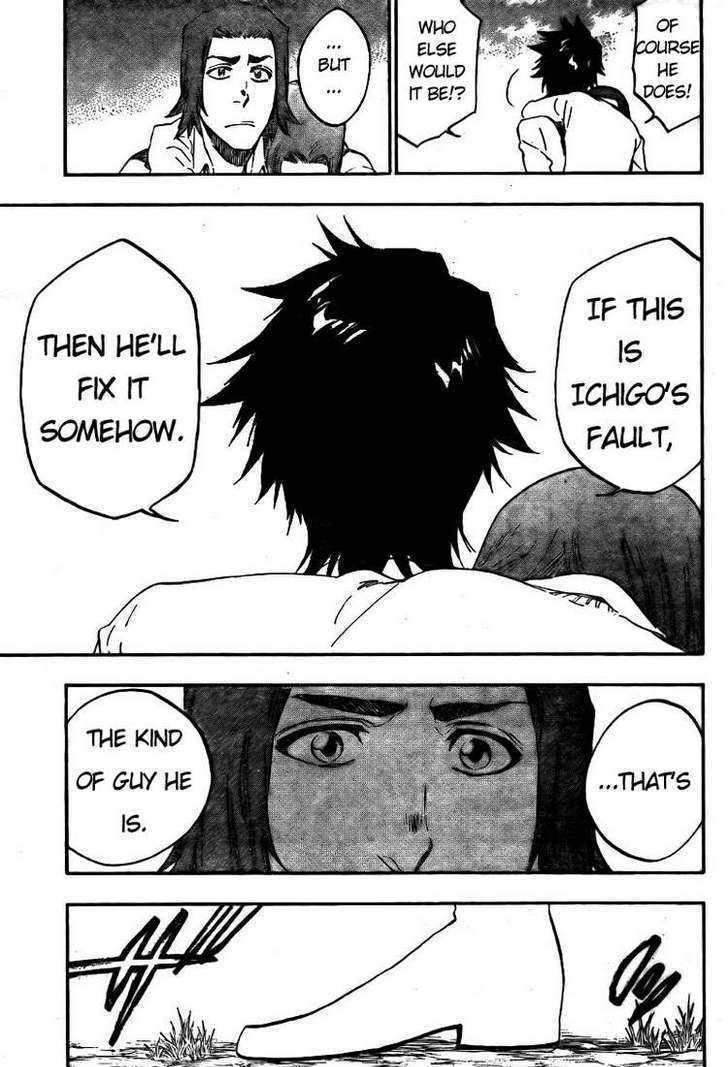 OF
COURSE
HE
DOES!
WHO
ELSE
WOULD
IT
BE!?
...
BUT
...
IF THIS
IS
ICHIGO'S
FAULT,
THEN HE'LL
FIX IT
SOMEHOW.
...THAT'S
THE KIND
OF GUY HE
IS.